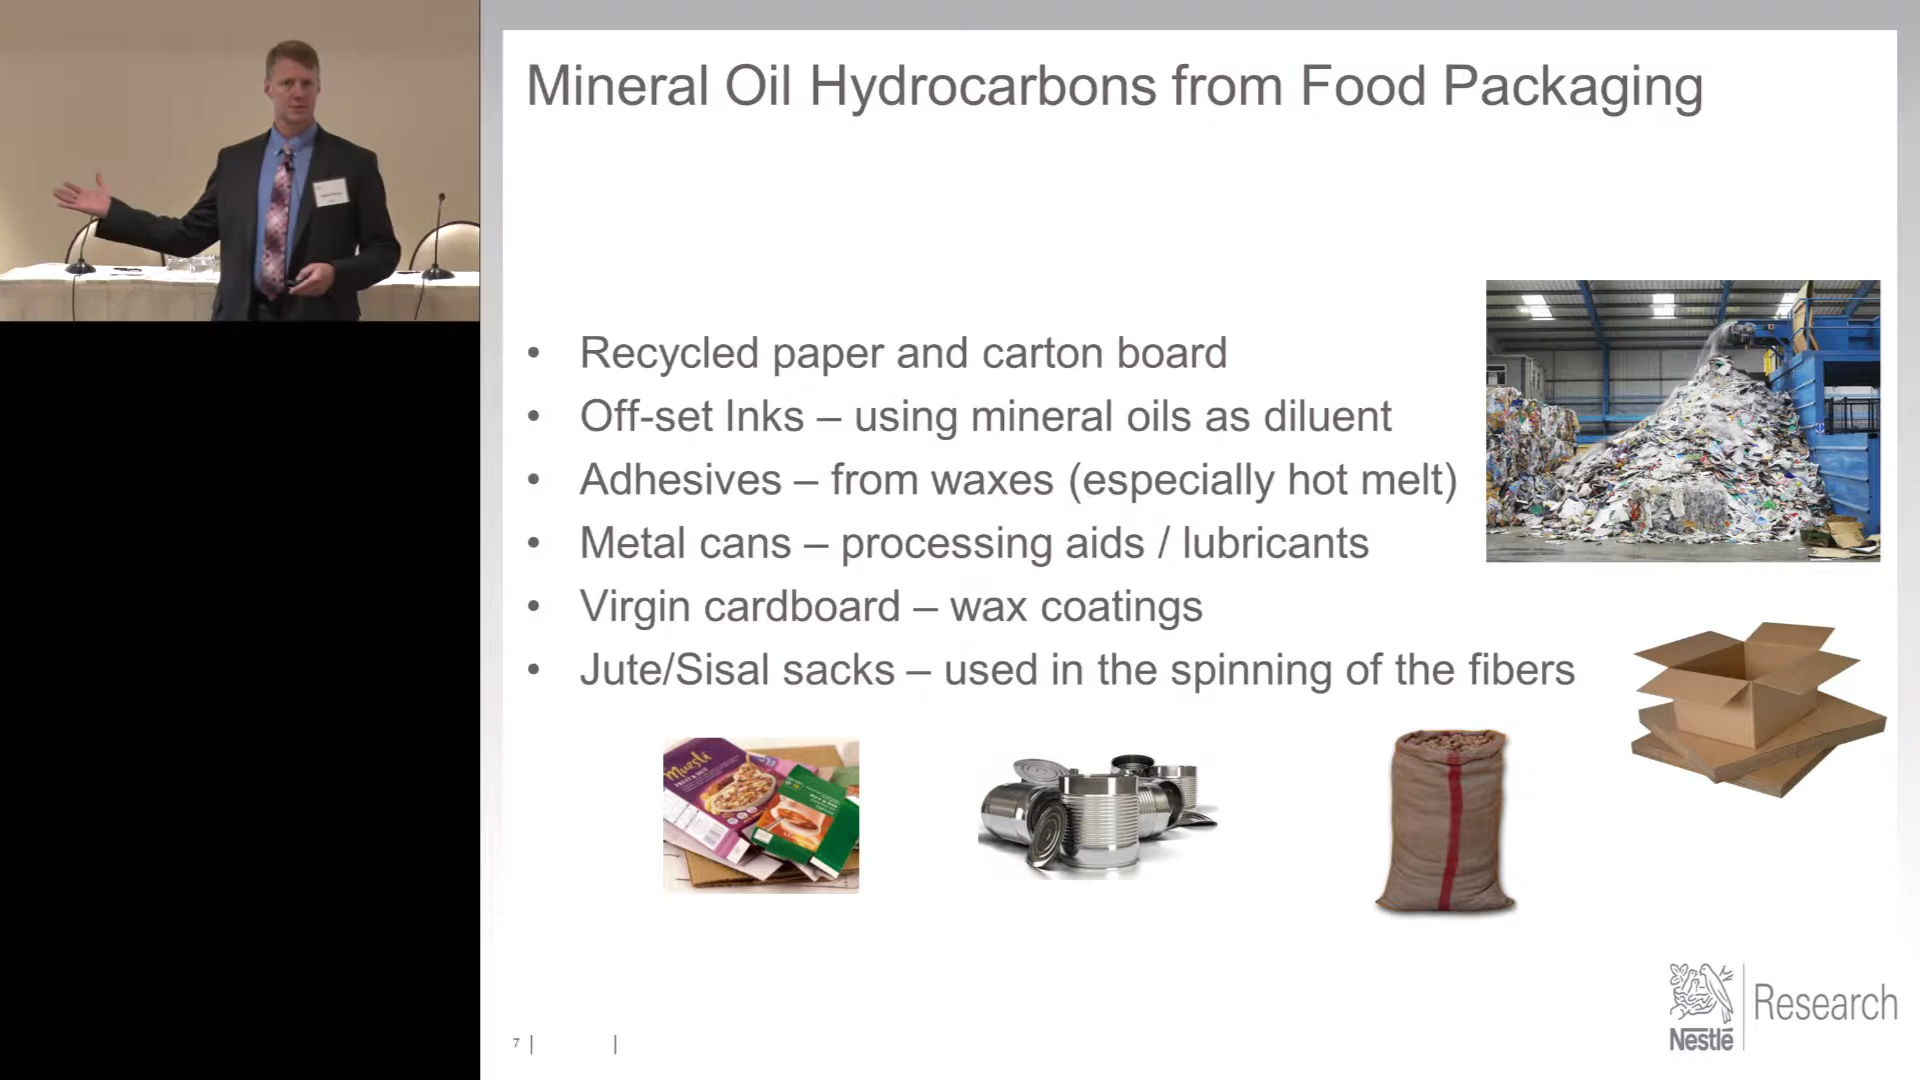 Mineral Oil Hydrocarbons from Food Packaging
• Recycled paper and carton board
• Off-set Inks – using mineral oils as diluent
• Adhesives – from waxes (especially hot melt)
• Metal cans – processing aids / lubricants
• Virgin cardboard – wax coatings
• Jute/Sisal sacks – used in the spinning of the fibers
Muesli
7 | |
Nestlé
Research